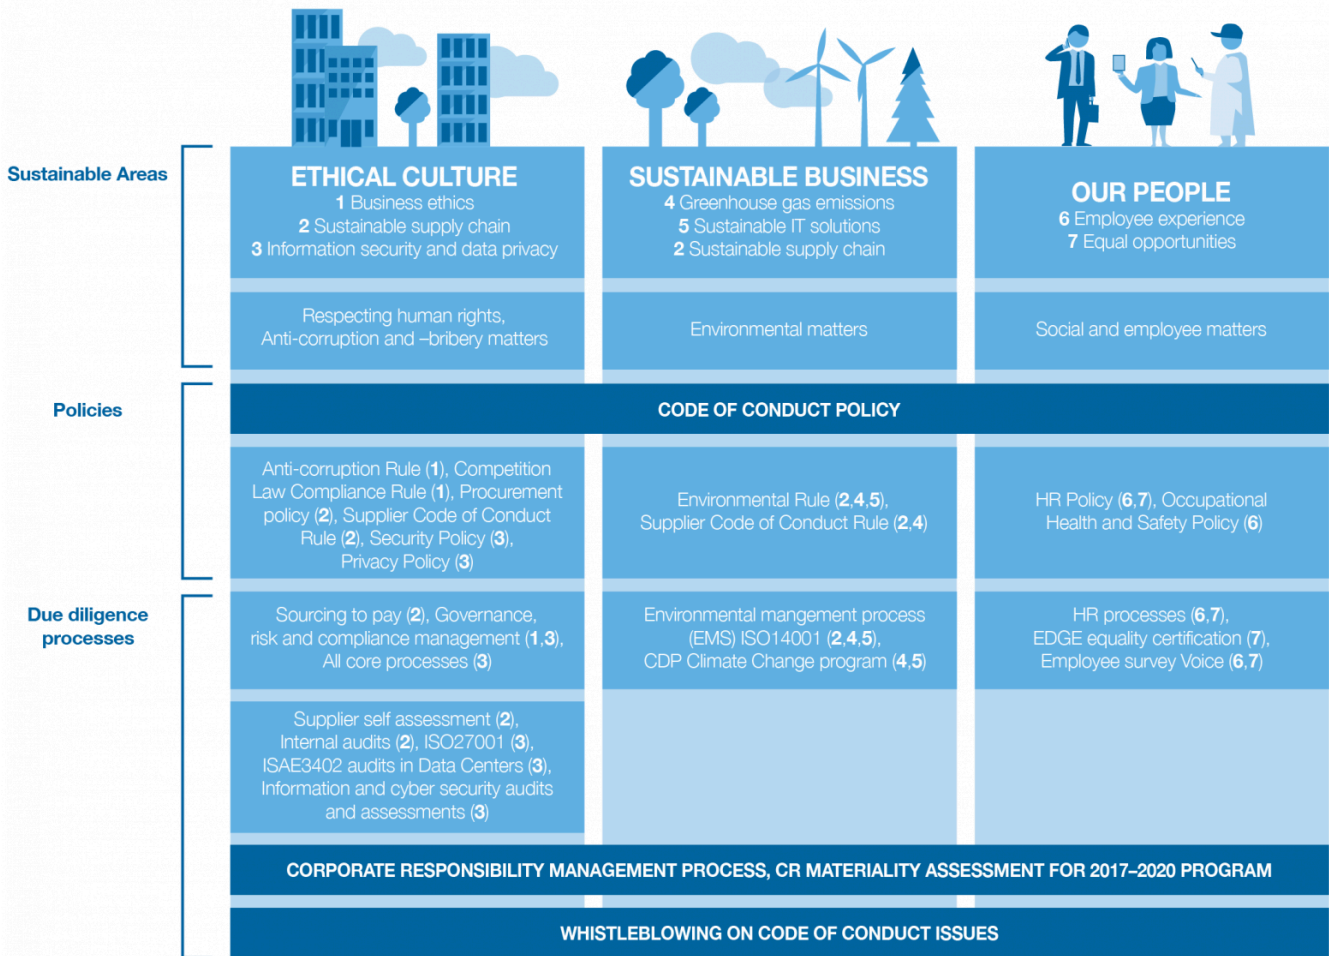 Sustainable Areas
ETHICAL CULTURE
1 Business ethics
2 Sustainable supply chain
3 Information security and data privacy
SUSTAINABLE BUSINESS
4 Greenhouse gas emissions
5 Sustainable IT solutions
2 Sustainable supply chain
OUR PEOPLE
6 Employee experience
7 Equal opportunities
Respecting human rights,
Anti-corruption and –bribery matters
Environmental matters
Social and employee matters
Policies
CODE OF CONDUCT POLICY
Anti-corruption Rule (1), Competition
Law Compliance Rule (1), Procurement
policy (2), Supplier Code of Conduct
Rule (2), Security Policy (3),
Privacy Policy (3)
Environmental Rule (2,4,5),
Supplier Code of Conduct Rule (2,4)
HR Policy (6,7), Occupational
Health and Safety Policy (6)
Due diligence
processes
Sourcing to pay (2), Governance,
risk and compliance management (1,3),
All core processes (3)
Environmental mangement process
(EMS) ISO14001 (2,4,5),
CDP Climate Change program (4,5)
HR processes (6,7),
EDGE equality certification (7),
Employee survey Voice (6,7)
Supplier self assessment (2),
Internal audits (2), ISO27001 (3),
ISAE3402 audits in Data Centers (3),
Information and cyber security audits
and assessments (3)
CORPORATE RESPONSIBILITY MANAGEMENT PROCESS, CR MATERIALITY ASSESSMENT FOR 2017–2020 PROGRAM
WHISTLEBLOWING ON CODE OF CONDUCT ISSUES